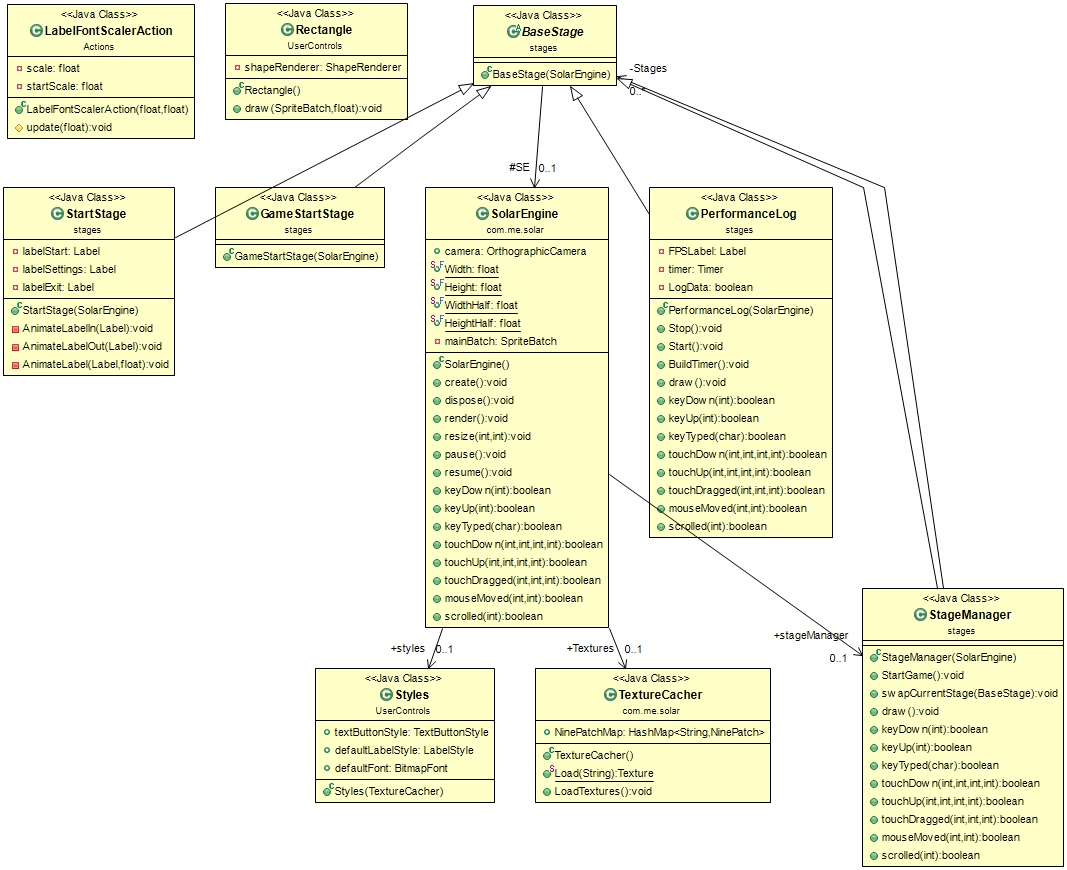 <<Java Class>>
LabelFontScalerAction
Actions
scale: float
startScale: float
LabelFontScalerAction(float,float)
update(float):void
<<Java Class>>
Rectangle
UserControls
shapeRenderer: ShapeRenderer
Rectangle()
draw(SpriteBatch,float):void
<<Java Class>>
BaseStage
stages
BaseStage(SolarEngine)
-Stages
0..*
#SE
0..1
<<Java Class>>
StartStage
stages
labelStart: Label
labelSettings: Label
labelExit: Label
StartStage(SolarEngine)
AnimateLabelIn(Label):void
AnimateLabelOut(Label):void
AnimateLabel(Label,float):void
<<Java Class>>
GameStartStage
stages
GameStartStage(SolarEngine)
<<Java Class>>
SolarEngine
com.me.solar
camera: OrthographicCamera
Width: float
Height: float
WidthHalf: float
HeightHalf: float
mainBatch: SpriteBatch
SolarEngine()
create():void
dispose():void
render():void
resize(int,int):void
pause():void
resume():void
keyDown(int):boolean
keyUp(int):boolean
keyTyped(char):boolean
touchDown(int,int,int,int):boolean
touchUp(int,int,int,int):boolean
touchDragged(int,int,int):boolean
mouseMoved(int,int):boolean
scrolled(int):boolean
<<Java Class>>
PerformanceLog
stages
FPSLabel: Label
timer: Timer
LogData: boolean
PerformanceLog(SolarEngine)
Stop():void
Start():void
BuildTimer():void
draw():void
keyDown(int):boolean
keyUp(int):boolean
keyTyped(char):boolean
touchDown(int,int,int,int):boolean
touchUp(int,int,int,int):boolean
touchDragged(int,int,int):boolean
mouseMoved(int,int):boolean
scrolled(int):boolean
+styles
0..1
+Textures
0..1
+stageManager
0..1
<<Java Class>>
Styles
UserControls
textButtonStyle: TextButtonStyle
defaultLabelStyle: LabelStyle
defaultFont: BitmapFont
Styles(TextureCacher)
<<Java Class>>
TextureCacher
com.me.solar
NinePatchMap: HashMap<String,NinePatch>
TextureCacher()
Load(String):Texture
LoadTextures():void
<<Java Class>>
StageManager
stages
StageManager(SolarEngine)
StartGame():void
swapCurrentStage(BaseStage):void
draw():void
keyDown(int):boolean
keyUp(int):boolean
keyTyped(char):boolean
touchDown(int,int,int,int):boolean
touchUp(int,int,int,int):boolean
touchDragged(int,int,int):boolean
mouseMoved(int,int):boolean
scrolled(int):boolean